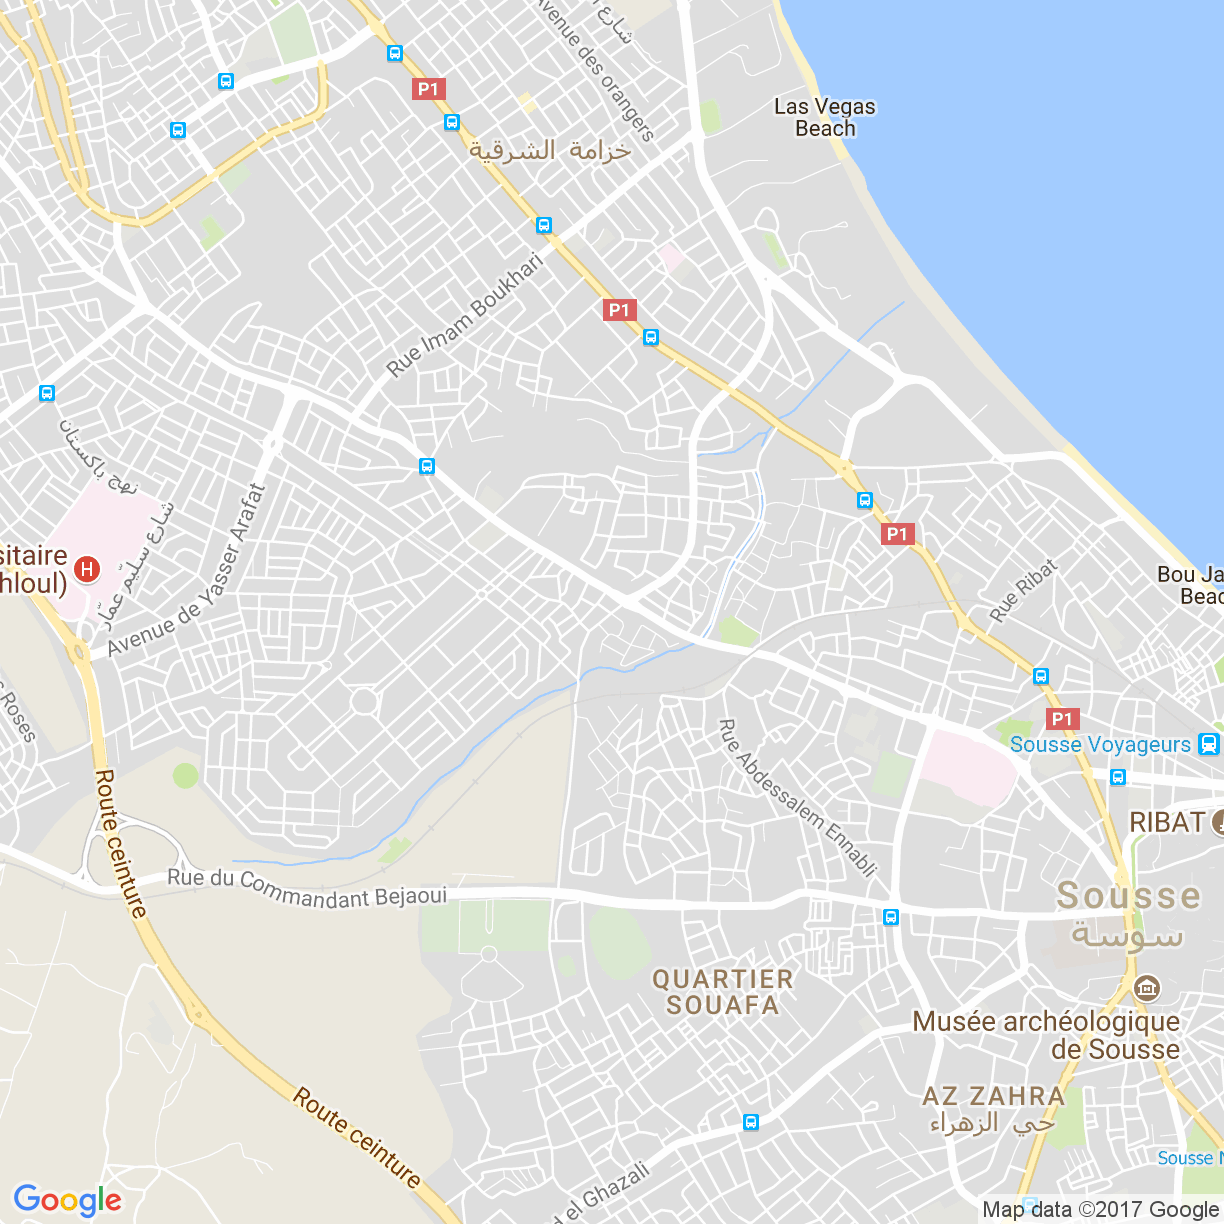 شارع
Avenue des orangers
P1
Las Vegas
Beach
خزامة الشرقية
Rue Imam Boukhari
P1
نهج باكستان
شارع سليم عمار
Avenue de Yasser Arafat
sitaire
hloul)
P1
Rue Ribat
Bou Ja
Beac
s Roses
P1
Sousse Voyageurs
Rue Abdessalem Ennabli
Route ceinture
RIBAT
Rue du Commandant Bejaoui
Sousse
سوسة
QUARTIER
SOUAFA
Musée archéologique
de Sousse
AZ ZAHRA
حي الزهراء
Route ceinture
Sousse N
d el Ghazali
Google
Map data ©2017 Google